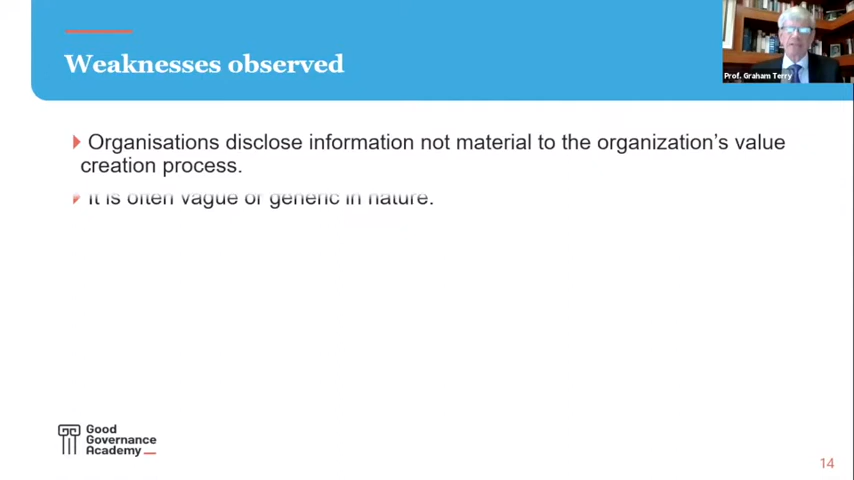 Weaknesses observed
Prof. Graham Terry
Organisations disclose information not material to the organization's value
creation process.
It is often vague or generic in nature.
Good
Governance
Academy
14